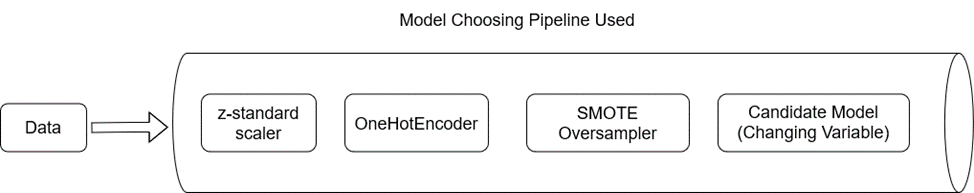 Model Choosing Pipeline Used
Data
z-standard
scaler
OneHotEncoder
SMOTE
Oversampler
Candidate Model
(Changing Variable)